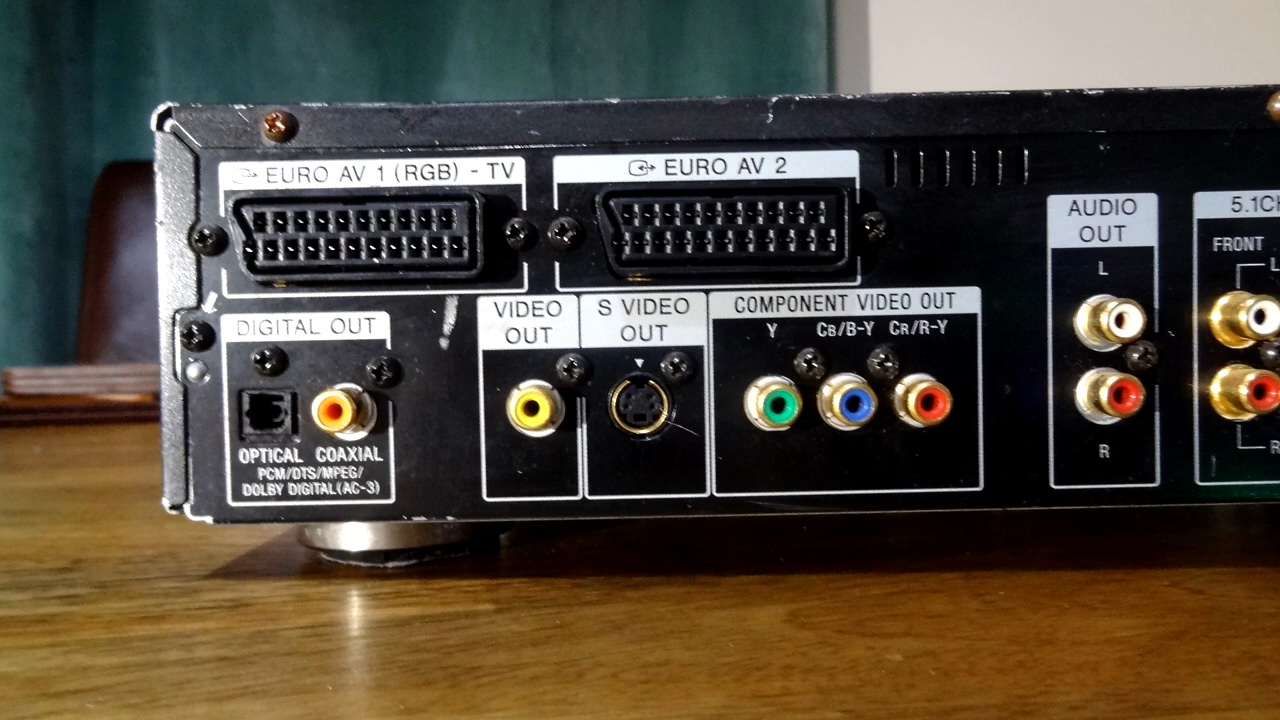 EURO AV 1 (RGB) - TV
EURO AV 2
AUDIO
OUT
L
R
5.1CH
FRONT
L
R
DIGITAL OUT
OPTICAL COAXIAL
PCM/DTS/MPEG/
DOLBY DIGITAL(AC-3)
VIDEO
OUT
S VIDEO
OUT
COMPONENT VIDEO OUT
Y CB/B-Y CR/R-Y